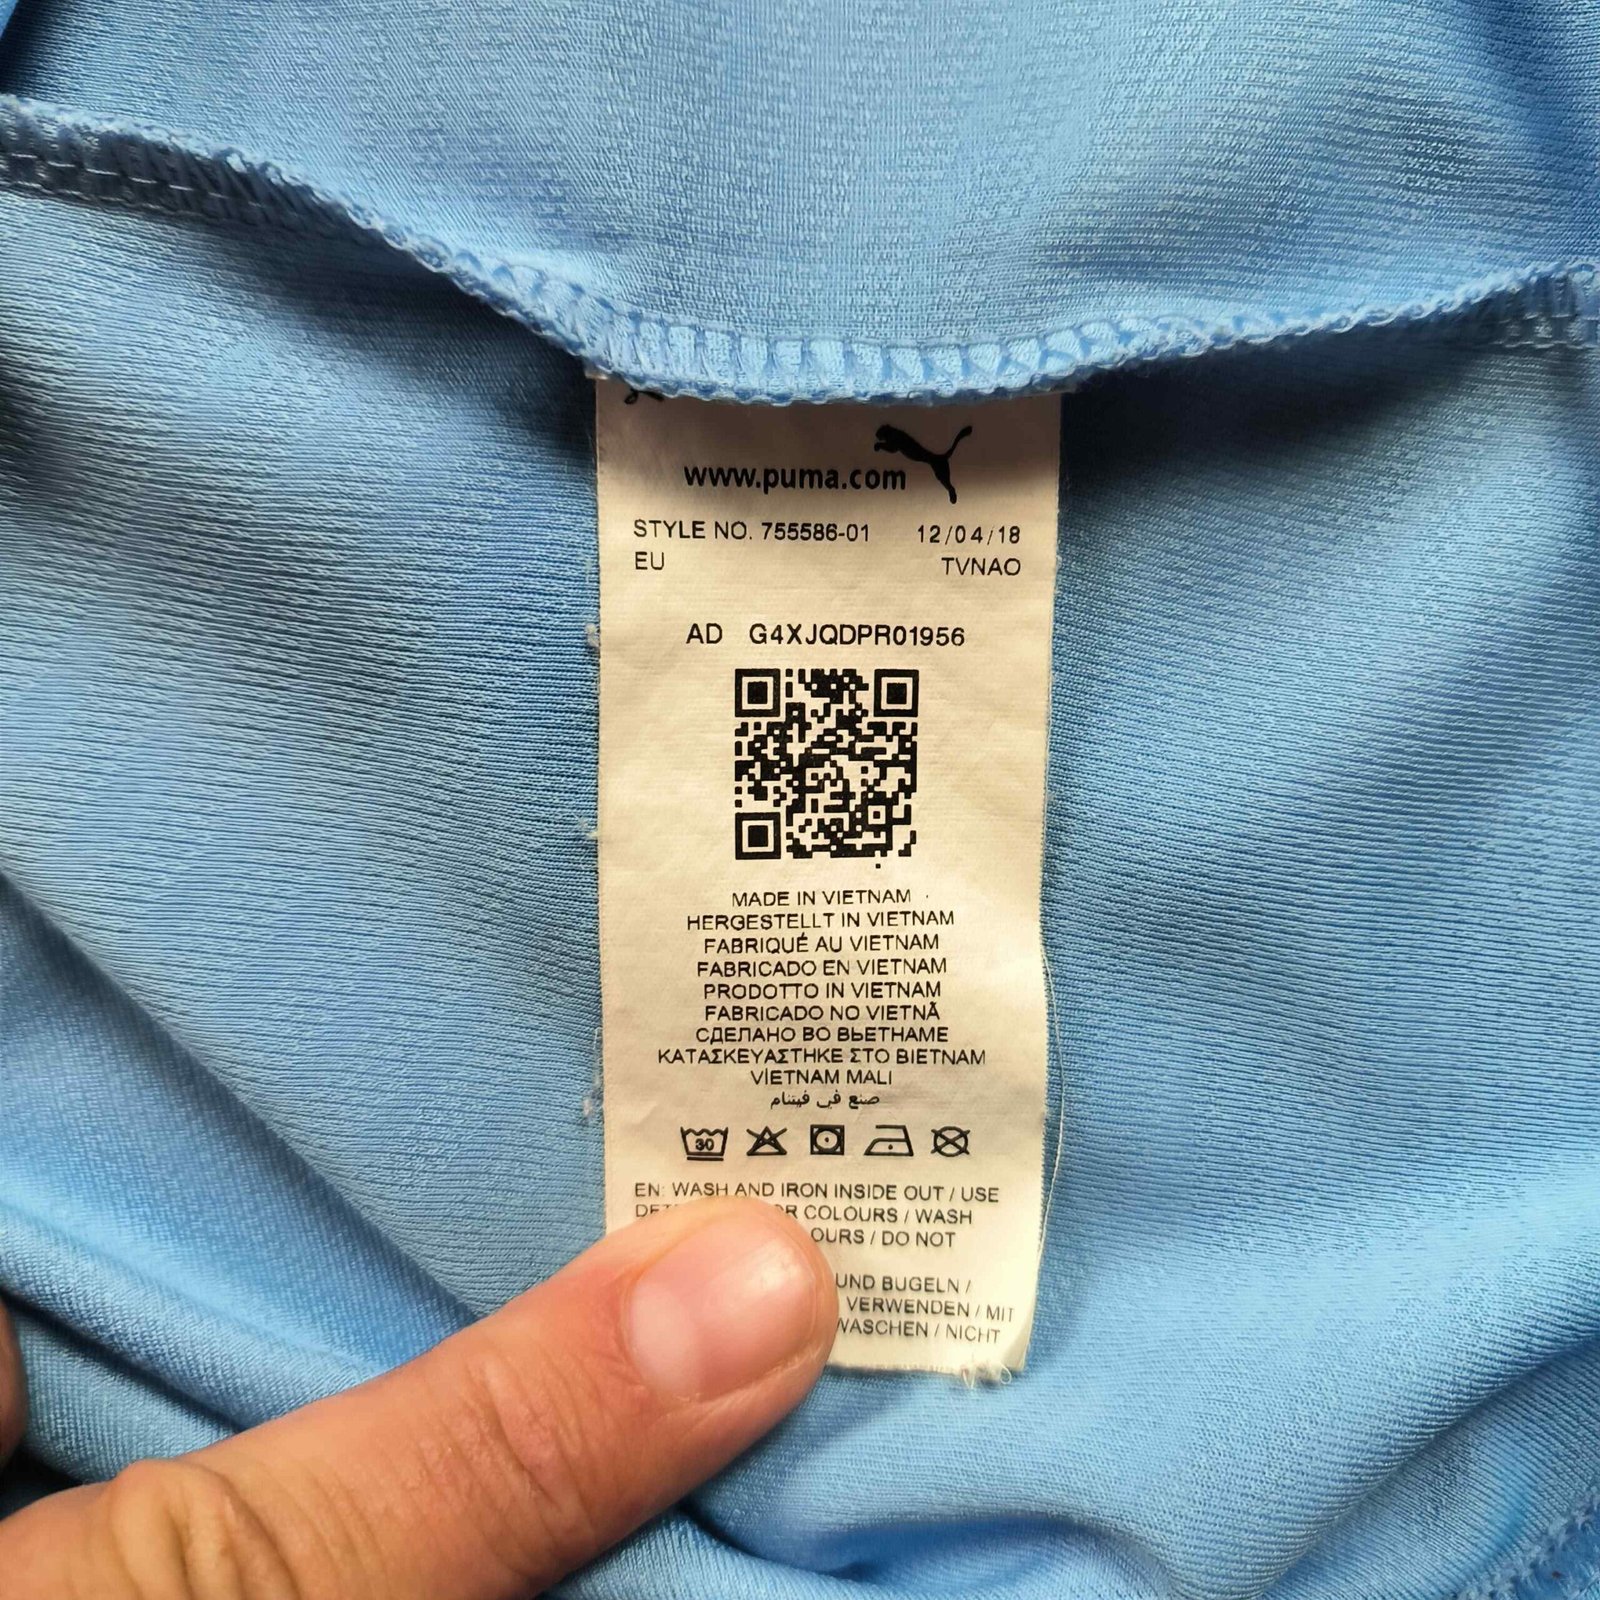 www.puma.com
STYLE NO. 755586-01 12/04/18
EU TVNAO
AD G4XJQDPR01956
MADE IN VIETNAM
HERGESTELLT IN VIETNAM
FABRIQUÉ AU VIETNAM
FABRICADO EN VIETNAM
PRODOTTO IN VIETNAM
FABRICADO NO VIETNÃ
СДЕЛАНО ВО ВЬЕТНАМЕ
ΚΑΤΑΣΚΕΥΑΣΤΗΚΕ ΣΤΟ ΒΙΕΤΝΑΜ
VİETNAM MALI
صنع في فيتنام
30
EN: WASH AND IRON INSIDE OUT / USE
COLOURS / WASH
/ DO NOT
UND BUGELN /
VERWENDEN / MIT
WASCHEN / NICHT